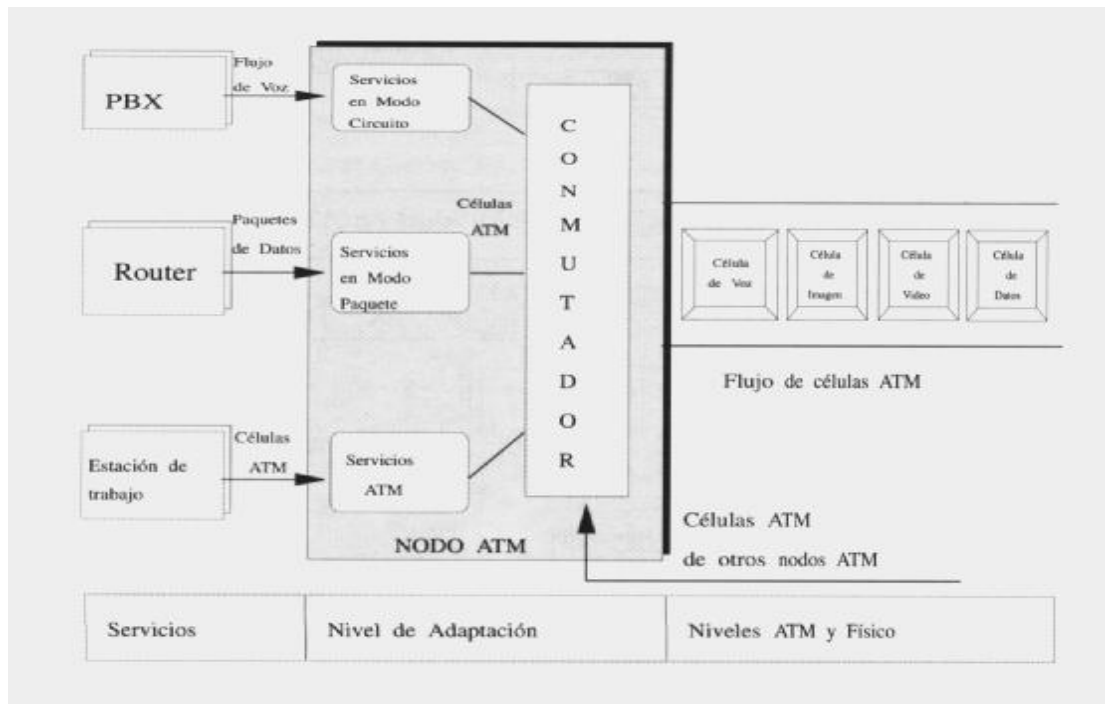 PBX
Flujo
de Voz
Servicios
en Modo
Circuito
Router
Paquetes
de Datos
Servicios
en Modo
Paquete
Células
ATM
Estación de
trabajo
Células
ATM
Servicios
ATM
C
O
N
M
U
T
A
D
O
R
NODO ATM
Célula
de Voz
Célula
de
Imagen
Célula
de
Video
Célula
de
Datos
Flujo de células ATM
Células ATM
de otros nodos ATM
Servicios
Nivel de Adaptación
Niveles ATM y Físico